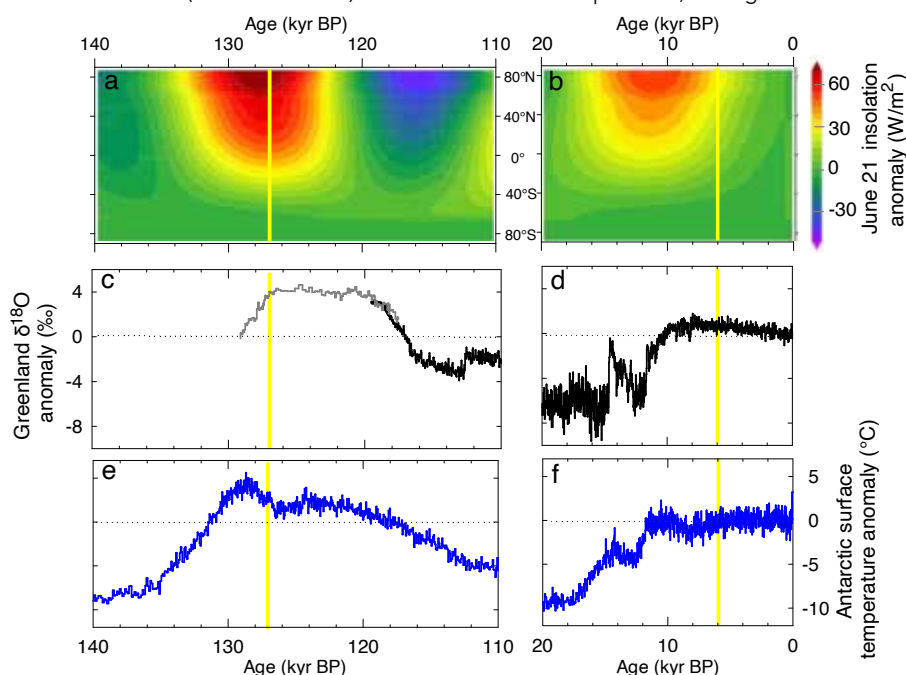 Age (kyr BP) Age (kyr BP)
140 130 120 110 20 10 0
a b
80°N
40°N
0°
40°S
80°S
60
30
0
-30
June 21 insolation
anomaly (W/m²)
c d
4
0
-4
-8
Greenland δ¹⁸O
anomaly (‰)
e f
5
0
-5
-10
Antarctic surface
temperature anomaly (°C)
140 130 120 110 20 10 0
Age (kyr BP) Age (kyr BP)